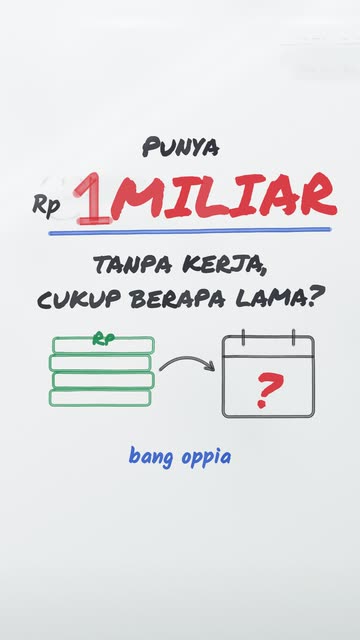 PUNYA
Rp 1 MILIAR
TANPA KERJA,
CUKUP BERAPA LAMA?
Rp
?
bang oppia